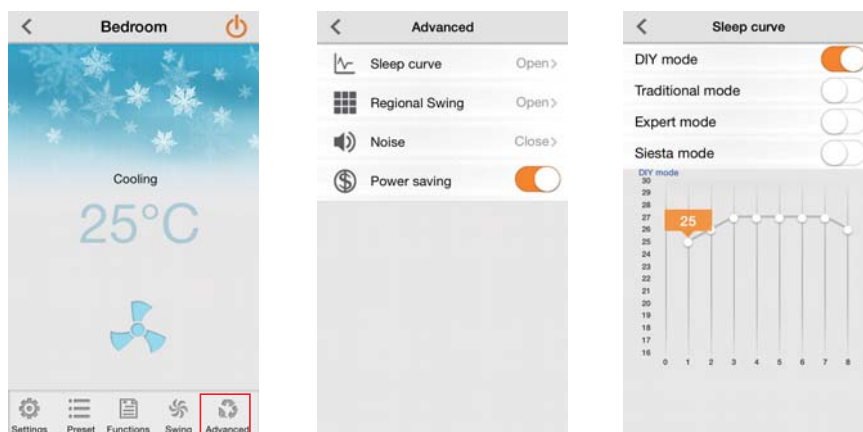 Bedroom
Cooling
25°C
Settings Preset Functions Swing Advanced
Advanced
Sleep curve Open >
Regional Swing Open >
Noise Close >
Power saving
Sleep curve
DIY mode
Traditional mode
Expert mode
Siesta mode
DIY mode
30
29
28
27
26
25
24
23
22
21
20
19
18
17
16
25
0 1 2 3 4 5 6 7 8